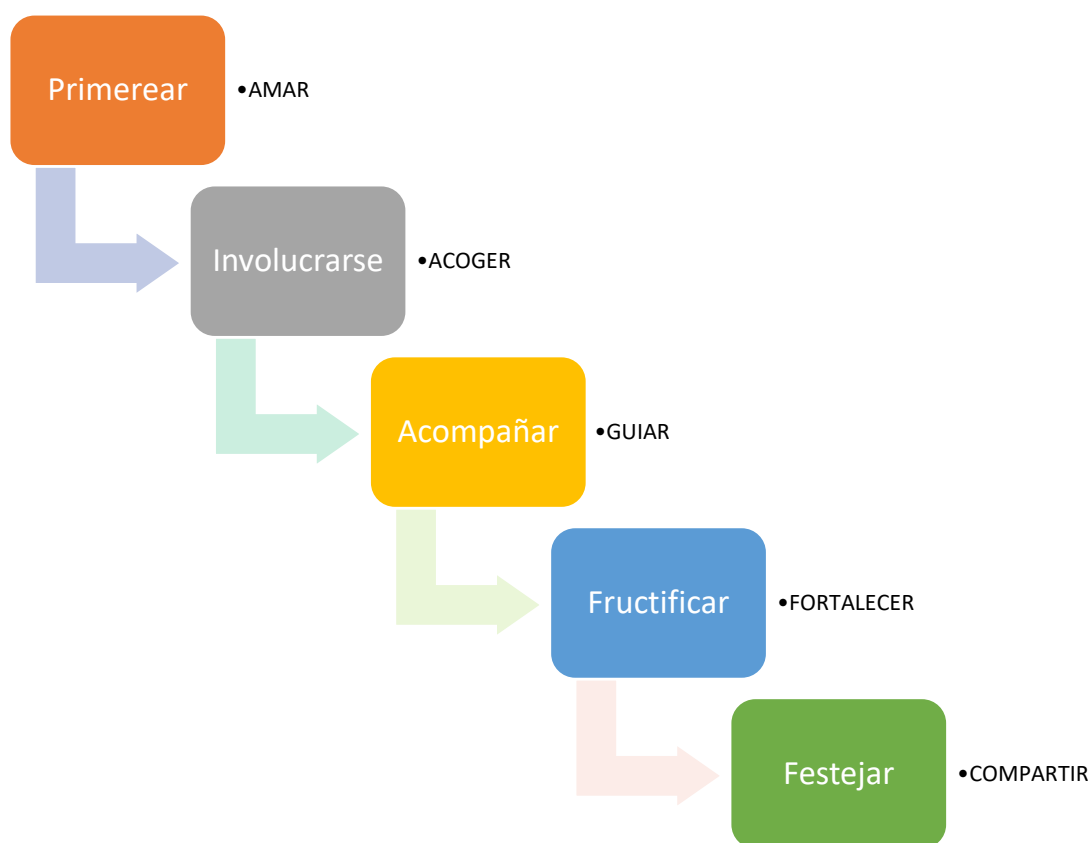 Primerear
•AMAR
Involucrarse
•ACOGER
Acompañar
•GUIAR
Fructificar
•FORTALECER
Festejar
•COMPARTIR